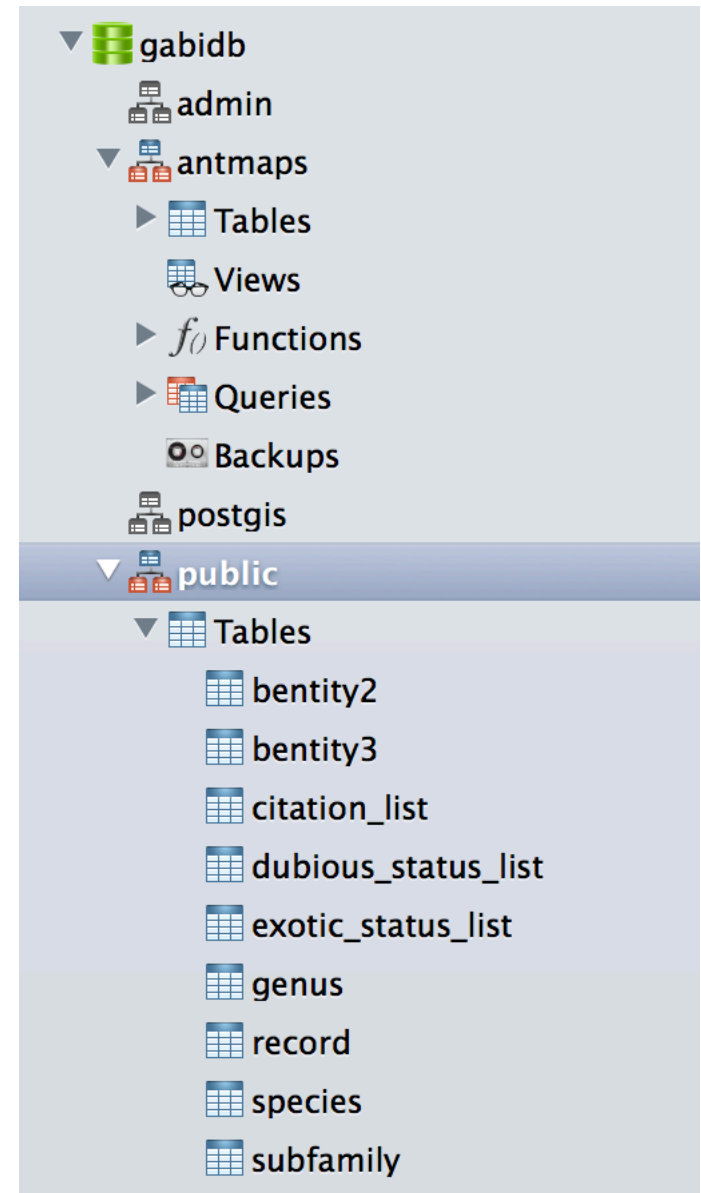 gabidb
admin
antmaps
Tables
Views
f() Functions
Queries
Backups
postgis
public
Tables
bentity2
bentity3
citation_list
dubious_status_list
exotic_status_list
genus
record
species
subfamily